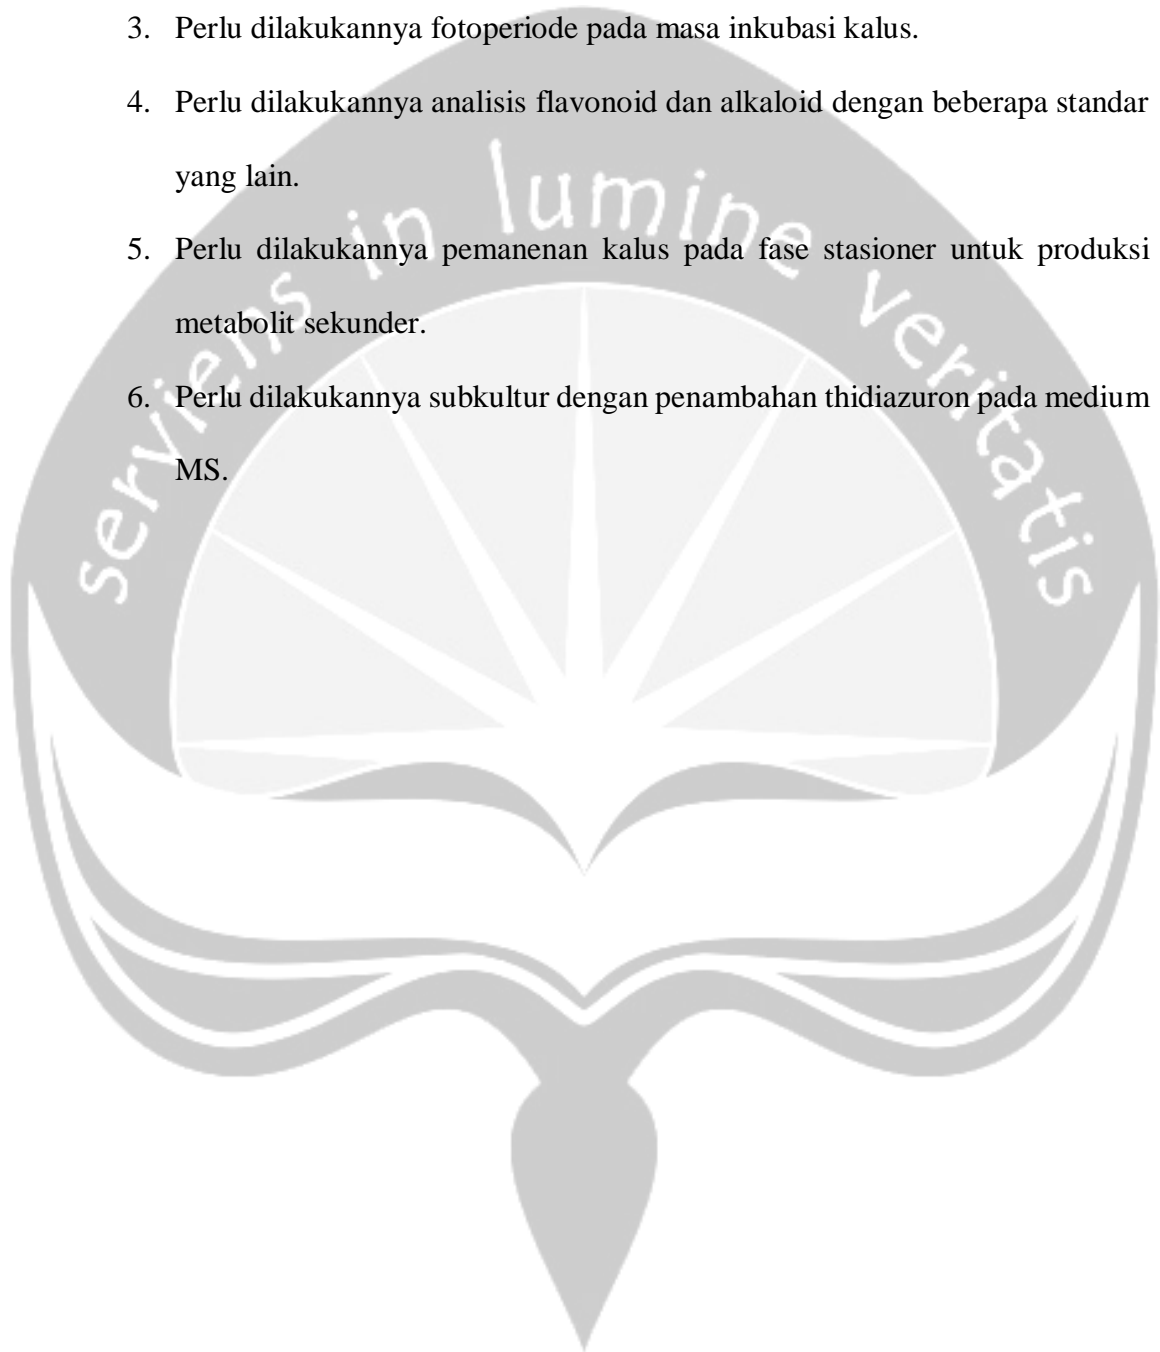 3. Perlu dilakukannya fotoperiode pada masa inkubasi kalus.
4. Perlu dilakukannya analisis flavonoid dan alkaloid dengan beberapa standar
yang lain.
5. Perlu dilakukannya pemanenan kalus pada fase stasioner untuk produksi
metabolit sekunder.
6. Perlu dilakukannya subkultur dengan penambahan thidiazuron pada medium
MS.
serviens in lumine veritatis